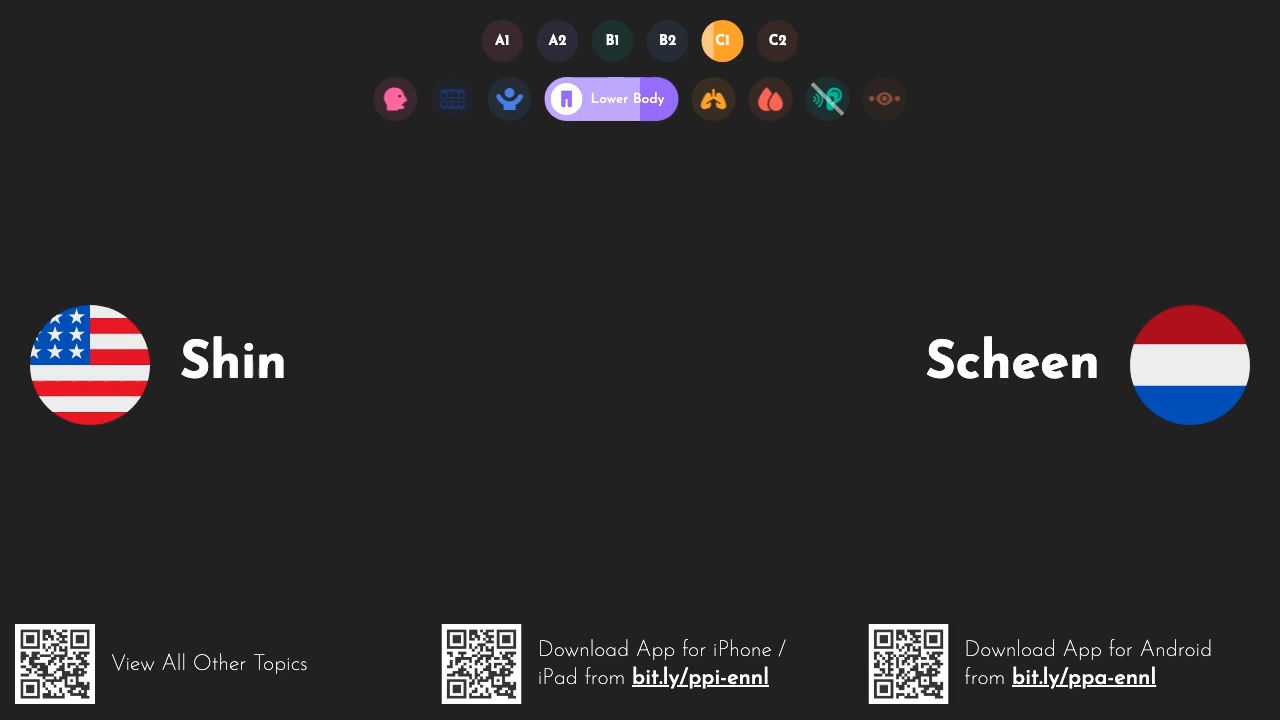 A1 A2 B1 B2 C1 C2
Lower Body
Shin
Scheen
View All Other Topics
Download App for iPhone /
iPad from bit.ly/ppi-ennl
Download App for Android
from bit.ly/ppa-ennl